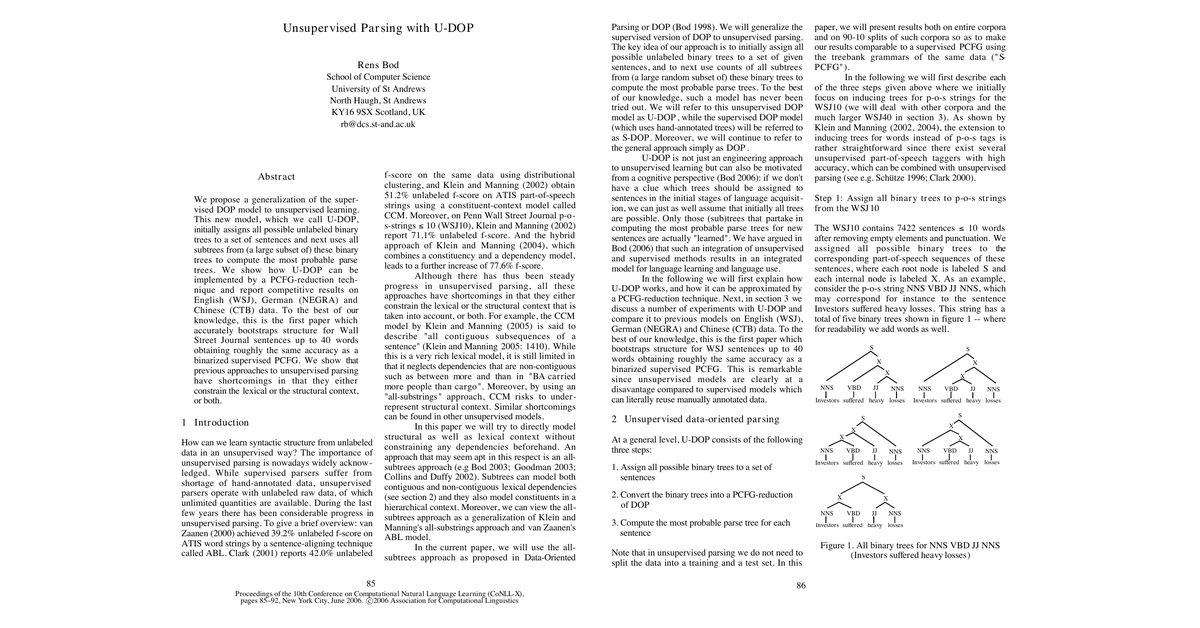 Unsupervised Parsing with U-DOP
Rens Bod
School of Computer Science
University of St Andrews
North Haugh, St Andrews
KY16 9SX Scotland, UK
rb@dcs.st-and.ac.uk
Abstract
We propose a generalization of the super-
vised DOP model to unsupervised learning.
This new model, which we call U-DOP,
initially assigns all possible unlabeled binary
trees to a set of sentences and next uses all
subtrees from (a large subset of) these binary
trees to compute the most probable parse
trees. We show how U-DOP can be
implemented by a PCFG-reduction tech-
nique and report competitive results on
English (WSJ), German (NEGRA) and
Chinese (CTB) data. To the best of our
knowledge, this is the first paper which
accurately bootstraps structure for Wall
Street Journal sentences up to 40 words
obtaining roughly the same accuracy as a
binarized supervised PCFG. We show that
previous approaches to unsupervised parsing
have shortcomings in that they either
constrain the lexical or the structural context,
or both.
1 Introduction
How can we learn syntactic structure from unlabeled
data in an unsupervised way? The importance of
unsupervised parsing is nowadays widely acknow-
ledged. While supervised parsers suffer from
shortage of hand-annotated data, unsupervised
parsers operate with unlabeled raw data, of which
unlimited quantities are available. During the last
few years there has been considerable progress in
unsupervised parsing. To give a brief overview: van
Zaanen (2000) achieved 39.2% unlabeled f-score on
ATIS word strings by a sentence-aligning technique
called ABL. Clark (2001) reports 42.0% unlabeled
f-score on the same data using distributional
clustering, and Klein and Manning (2002) obtain
51.2% unlabeled f-score on ATIS part-of-speech
strings using a constituent-context model called
CCM. Moreover, on Penn Wall Street Journal p-o-
s-strings ≤ 10 (WSJ10), Klein and Manning (2002)
report 71.1% unlabeled f-score. And the hybrid
approach of Klein and Manning (2004), which
combines a constituency and a dependency model,
leads to a further increase of 77.6% f-score.
Although there has thus been steady
progress in unsupervised parsing, all these
approaches have shortcomings in that they either
constrain the lexical or the structural context that is
taken into account, or both. For example, the CCM
model by Klein and Manning (2005) is said to
describe "all contiguous subsequences of a
sentence" (Klein and Manning 2005: 1410). While
this is a very rich lexical model, it is still limited in
that it neglects dependencies that are non-contiguous
such as between more and than in "BA carried
more people than cargo". Moreover, by using an
"all-substrings" approach, CCM risks to under-
represent structural context. Similar shortcomings
can be found in other unsupervised models.
In this paper we will try to directly model
structural as well as lexical context without
constraining any dependencies beforehand. An
approach that may seem apt in this respect is an all-
subtrees approach (e.g Bod 2003; Goodman 2003;
Collins and Duffy 2002). Subtrees can model both
contiguous and non-contiguous lexical dependencies
(see section 2) and they also model constituents in a
hierarchical context. Moreover, we can view the all-
subtrees approach as a generalization of Klein and
Manning's all-substrings approach and van Zaanen's
ABL model.
In the current paper, we will use the all-
subtrees approach as proposed in Data-Oriented
85
Proceedings of the 10th Conference on Computational Natural Language Learning (CoNLL-X),
pages 85–92, New York City, June 2006. ©2006 Association for Computational Linguistics
Parsing or DOP (Bod 1998). We will generalize the
supervised version of DOP to unsupervised parsing.
The key idea of our approach is to initially assign all
possible unlabeled binary trees to a set of given
sentences, and to next use counts of all subtrees
from (a large random subset of) these binary trees to
compute the most probable parse trees. To the best
of our knowledge, such a model has never been
tried out. We will refer to this unsupervised DOP
model as U-DOP, while the supervised DOP model
(which uses hand-annotated trees) will be referred to
as S-DOP. Moreover, we will continue to refer to
the general approach simply as DOP.
U-DOP is not just an engineering approach
to unsupervised learning but can also be motivated
from a cognitive perspective (Bod 2006): if we don't
have a clue which trees should be assigned to
sentences in the initial stages of language acquisit-
ion, we can just as well assume that initially all trees
are possible. Only those (sub)trees that partake in
computing the most probable parse trees for new
sentences are actually "learned". We have argued in
Bod (2006) that such an integration of unsupervised
and supervised methods results in an integrated
model for language learning and language use.
In the following we will first explain how
U-DOP works, and how it can be approximated by
a PCFG-reduction technique. Next, in section 3 we
discuss a number of experiments with U-DOP and
compare it to previous models on English (WSJ),
German (NEGRA) and Chinese (CTB) data. To the
best of our knowledge, this is the first paper which
bootstraps structure for WSJ sentences up to 40
words obtaining roughly the same accuracy as a
binarized supervised PCFG. This is remarkable
since unsupervised models are clearly at a
disadvantage compared to supervised models which
can literally reuse manually annotated data.
2 Unsupervised data-oriented parsing
At a general level, U-DOP consists of the following
three steps:
1. Assign all possible binary trees to a set of
sentences
2. Convert the binary trees into a PCFG-reduction
of DOP
3. Compute the most probable parse tree for each
sentence
Note that in unsupervised parsing we do not need to
split the data into a training and a test set. In this
paper, we will present results both on entire corpora
and on 90-10 splits of such corpora so as to make
our results comparable to a supervised PCFG using
the treebank grammars of the same data ("S-
PCFG").
In the following we will first describe each
of the three steps given above where we initially
focus on inducing trees for p-o-s strings for the
WSJ10 (we will deal with other corpora and the
much larger WSJ40 in section 3). As shown by
Klein and Manning (2002, 2004), the extension to
inducing trees for words instead of p-o-s tags is
rather straightforward since there exist several
unsupervised part-of-speech taggers with high
accuracy, which can be combined with unsupervised
parsing (see e.g. Schütze 1996; Clark 2000).
Step 1: Assign all binary trees to p-o-s strings
from the WSJ10
The WSJ10 contains 7422 sentences ≤ 10 words
after removing empty elements and punctuation. We
assigned all possible binary trees to the
corresponding part-of-speech sequences of these
sentences, where each root node is labeled S and
each internal node is labeled X. As an example,
consider the p-o-s string NNS VBD JJ NNS, which
may correspond for instance to the sentence
Investors suffered heavy losses. This string has a
total of five binary trees shown in figure 1 -- where
for readability we add words as well.
S S
X X
X X
NNS VBD JJ NNS NNS VBD JJ NNS
Investors suffered heavy losses Investors suffered heavy losses
S S
X X
X X
NNS VBD JJ NNS NNS VBD JJ NNS
Investors suffered heavy losses Investors suffered heavy losses
S
X X
NNS VBD JJ NNS
Investors suffered heavy losses
Figure 1. All binary trees for NNS VBD JJ NNS
(Investors suffered heavy losses)
86